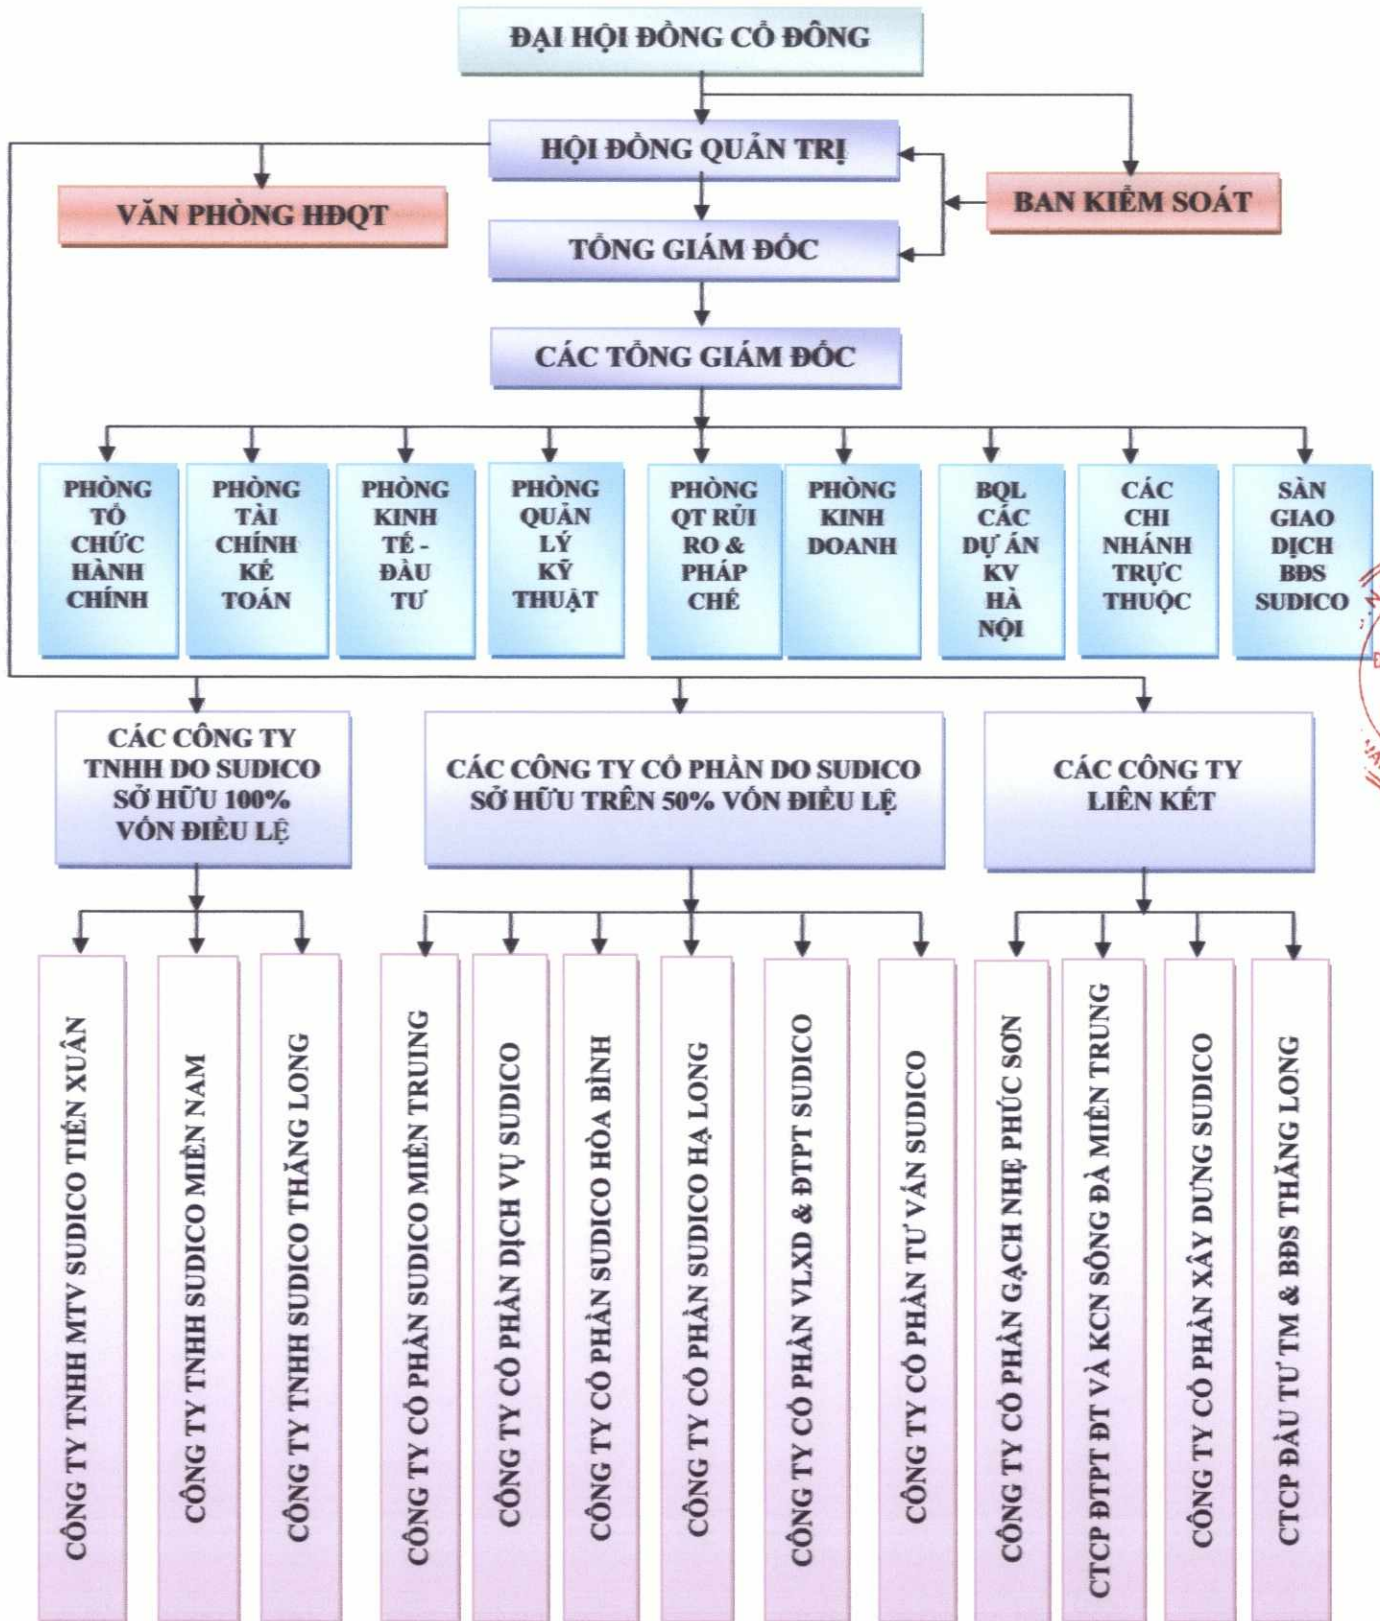 ĐẠI HỘI ĐỒNG CỔ ĐÔNG
HỘI ĐỒNG QUẢN TRỊ
VĂN PHÒNG HĐQT
BAN KIỂM SOÁT
TỔNG GIÁM ĐỐC
CÁC TỔNG GIÁM ĐỐC
PHÒNG
TỔ
CHỨC
HÀNH
CHÍNH
PHÒNG
TÀI
CHÍNH
KẾ
TOÁN
PHÒNG
KINH
TẾ -
ĐẦU
TƯ
PHÒNG
QUẢN
LÝ
KỸ
THUẬT
PHÒNG
QT RỦI
RO &
PHÁP
CHẾ
PHÒNG
KINH
DOANH
BQL
CÁC
DỰ ÁN
KV
HÀ
NỘI
CÁC
CHI
NHÁNH
TRỰC
THUỘC
SÀN
GIAO
DỊCH
BĐS
SUDICO
CÁC CÔNG TY
TNHH DO SUDICO
SỞ HỮU 100%
VỐN ĐIỀU LỆ
CÁC CÔNG TY CỔ PHẦN DO SUDICO
SỞ HỮU TRÊN 50% VỐN ĐIỀU LỆ
CÁC CÔNG TY
LIÊN KẾT
CÔNG TY TNHH MTV SUDICO TIẾN XUÂN
CÔNG TY TNHH SUDICO MIỀN NAM
CÔNG TY TNHH SUDICO THĂNG LONG
CÔNG TY CỔ PHẦN SUDICO MIỀN TRUING
CÔNG TY CỔ PHẦN DỊCH VỤ SUDICO
CÔNG TY CỔ PHẦN SUDICO HÒA BÌNH
CÔNG TY CỔ PHẦN SUDICO HẠ LONG
CÔNG TY CỔ PHẦN VLXD & ĐTPT SUDICO
CÔNG TY CỔ PHẦN TƯ VẤN SUDICO
CÔNG TY CỔ PHẦN GẠCH NHẸ PHÚC SƠN
CTCP ĐTPT ĐT VÀ KCN SÔNG ĐÀ MIỀN TRUNG
CÔNG TY CỔ PHẦN XÂY DỰNG SUDICO
CTCP ĐẦU TƯ TM & BĐS THĂNG LONG